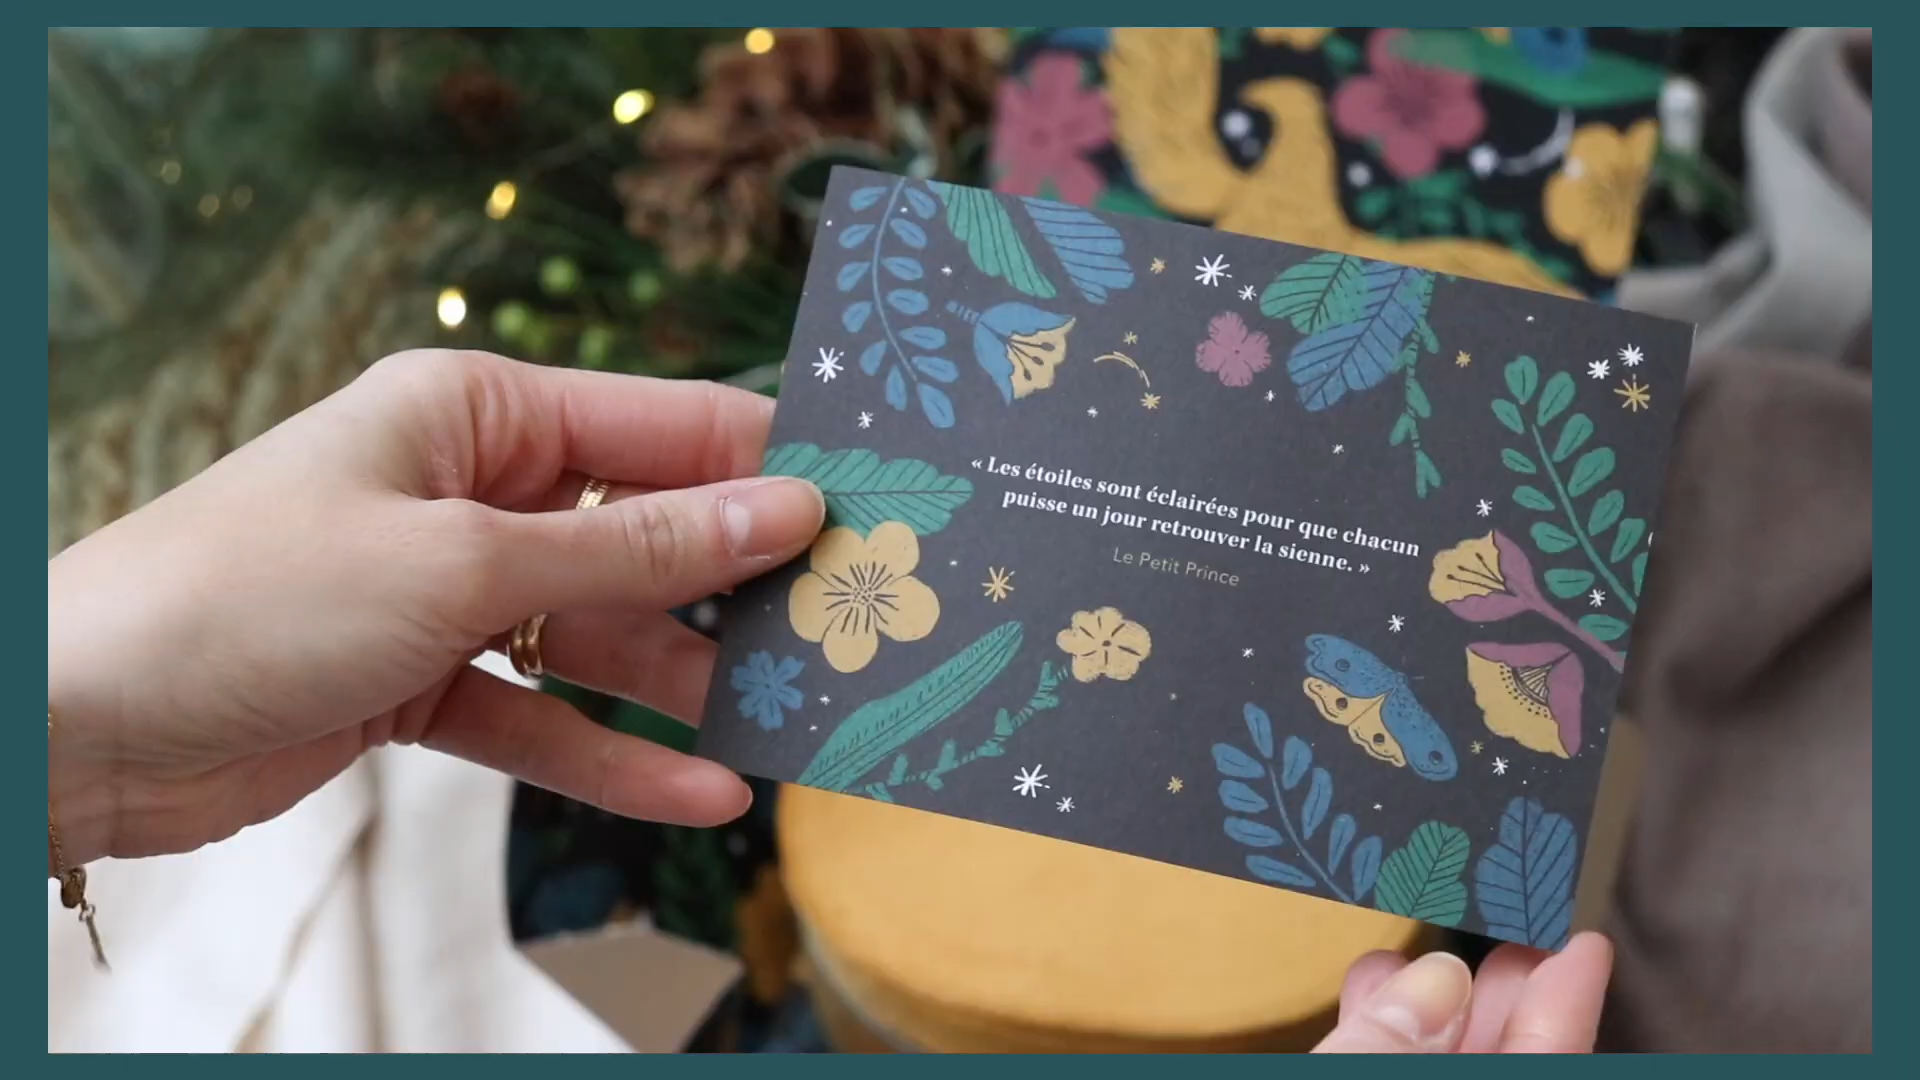 « Les étoiles sont éclairées pour que chacun
puisse un jour retrouver la sienne. »
Le Petit Prince